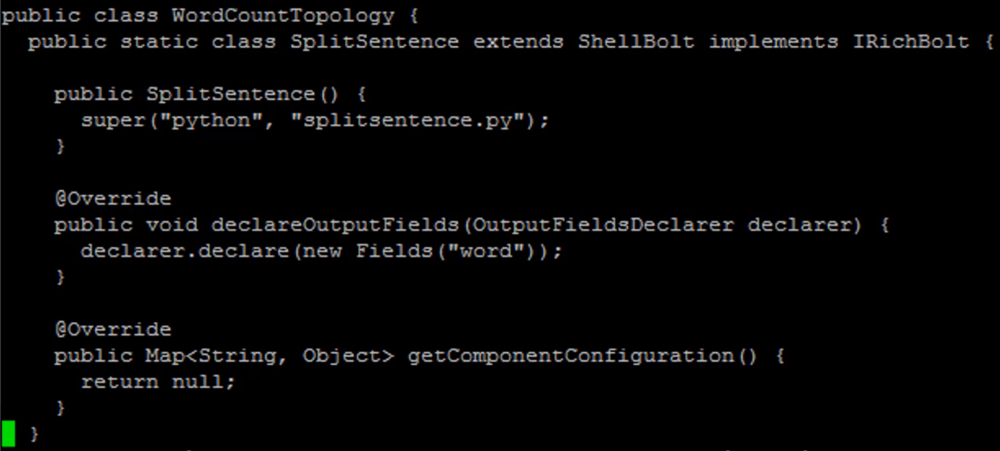 public class WordCountTopology {
  public static class SplitSentence extends ShellBolt implements IRichBolt {

    public SplitSentence() {
      super("python", "splitsentence.py");
    }

    @Override
    public void declareOutputFields(OutputFieldsDeclarer declarer) {
      declarer.declare(new Fields("word"));
    }

    @Override
    public Map<String, Object> getComponentConfiguration() {
      return null;
    }
  }